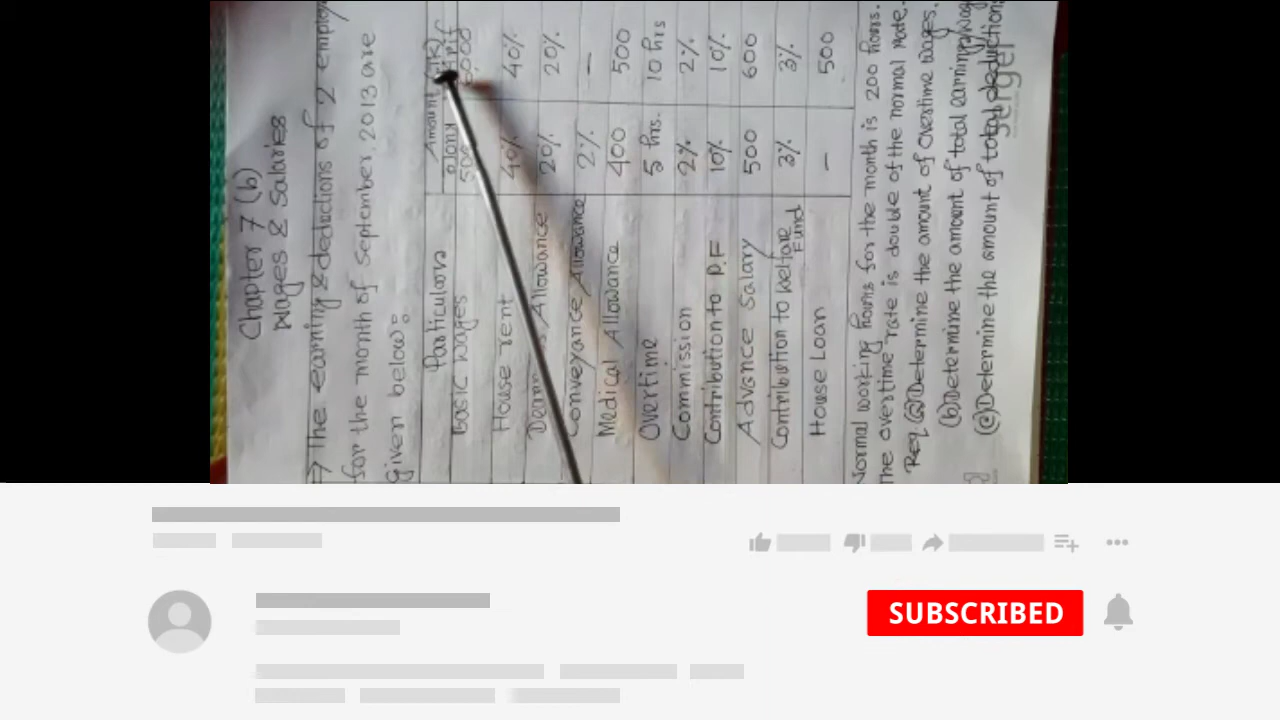 Chapter 7 (b)
Wages & Salaries
⇒ The earning & deductions of 2 employ
for the month of September, 2013 are
given below:
Particulars Amount
Basic wages 5000
House rent 40% 40%
Allowance 20% 20%
Conveyance Allowance 2% —
Medical Allowance 400 500
Overtime 5 hrs. 10 hrs
Commission 2% 2%
Contribution to P.F 10% 10%
Advance Salary 500 600
Contribution to Welfare Fund 3% 3%
House Loan — 500
Normal working hours for the month is 200 hours.
The overtime rate is double of the normal rate.
Req: (a) Determine the amount of overtime wages.
(b) Determine the amount of total earning/wag
(c) Determine the amount of total deduction:
SUBSCRIBED